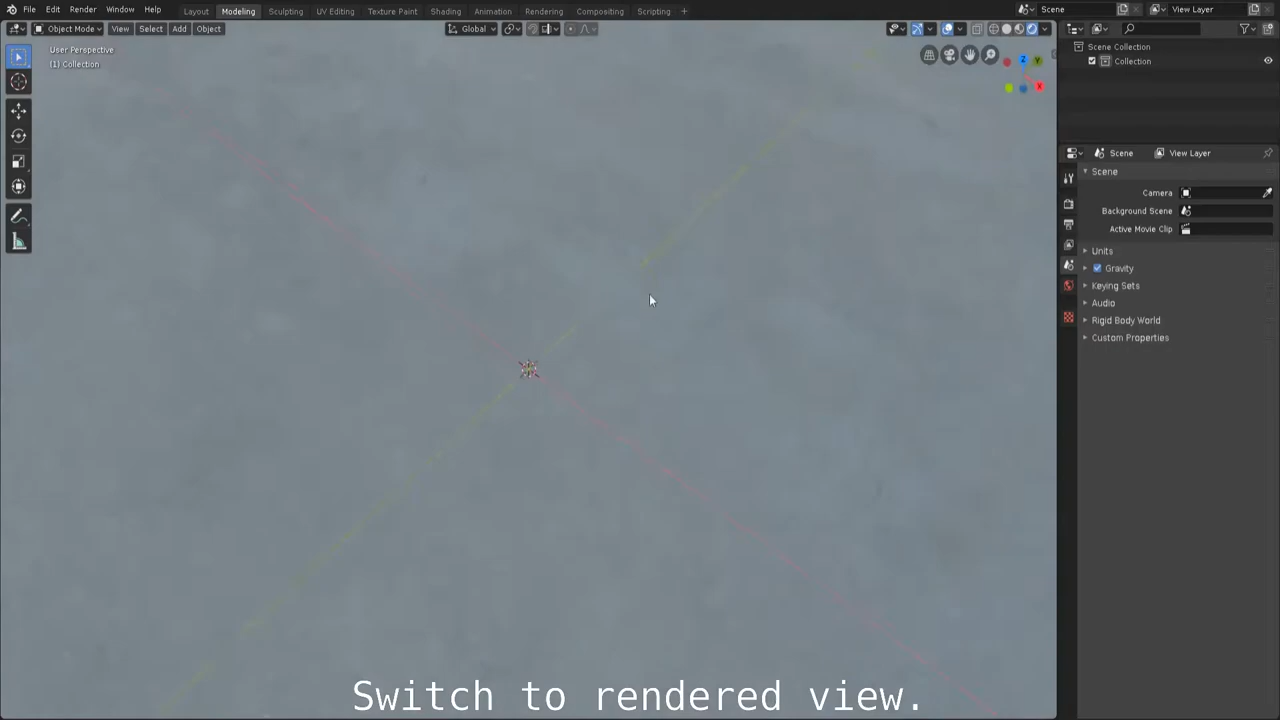 File Edit Render Window Help Layout Modeling Sculpting UV Editing Texture Paint Shading Animation Rendering Compositing Scripting + Scene View Layer
Object Mode View Select Add Object Global
User Perspective
(1) Collection
Z Y
X
Scene Collection
Collection
Scene View Layer
Scene
Camera
Background Scene
Active Movie Clip
Units
Gravity
Keying Sets
Audio
Rigid Body World
Custom Properties
Switch to rendered view.